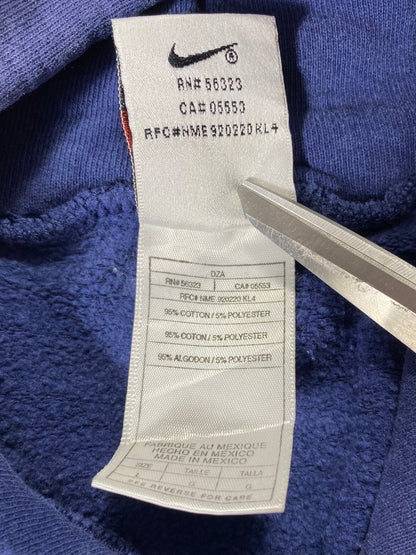 ®
RN# 56323
CA# 05553
RFC#NME 920220 KL4
DZA
RN# 56323 CA# 05553
RFC# NME 920220 KL4
95% COTTON / 5% POLYESTER
95% COTON / 5% POLYESTER
95% ALGODON / 5% POLYESTER
FABRIQUE AU MEXIQUE
HECHO EN MEXICO
MADE IN MEXICO
SIZE TAILLE TALLA
L G G
SEE REVERSE FOR CARE